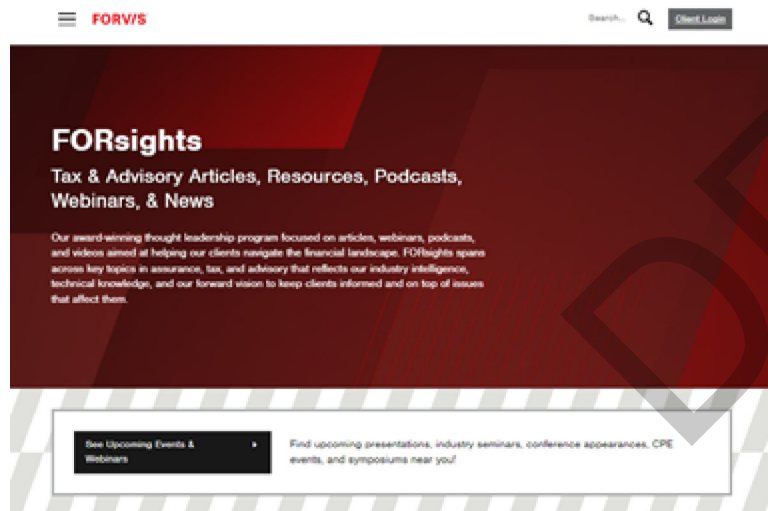 FORV/S
Search...
Client Login
FORsights
Tax & Advisory Articles, Resources, Podcasts,
Webinars, & News
Our award-winning thought leadership program focused on articles, webinars, podcasts,
and videos aimed at helping our clients navigate the financial landscape. FORsights spans
across key topics in assurance, tax, and advisory that reflects our industry intelligence,
technical knowledge, and our forward vision to keep clients informed and on top of issues
that affect them.
See Upcoming Events &
Webinars
Find upcoming presentations, industry seminars, conference appearances, CPE
events, and symposiums near you!